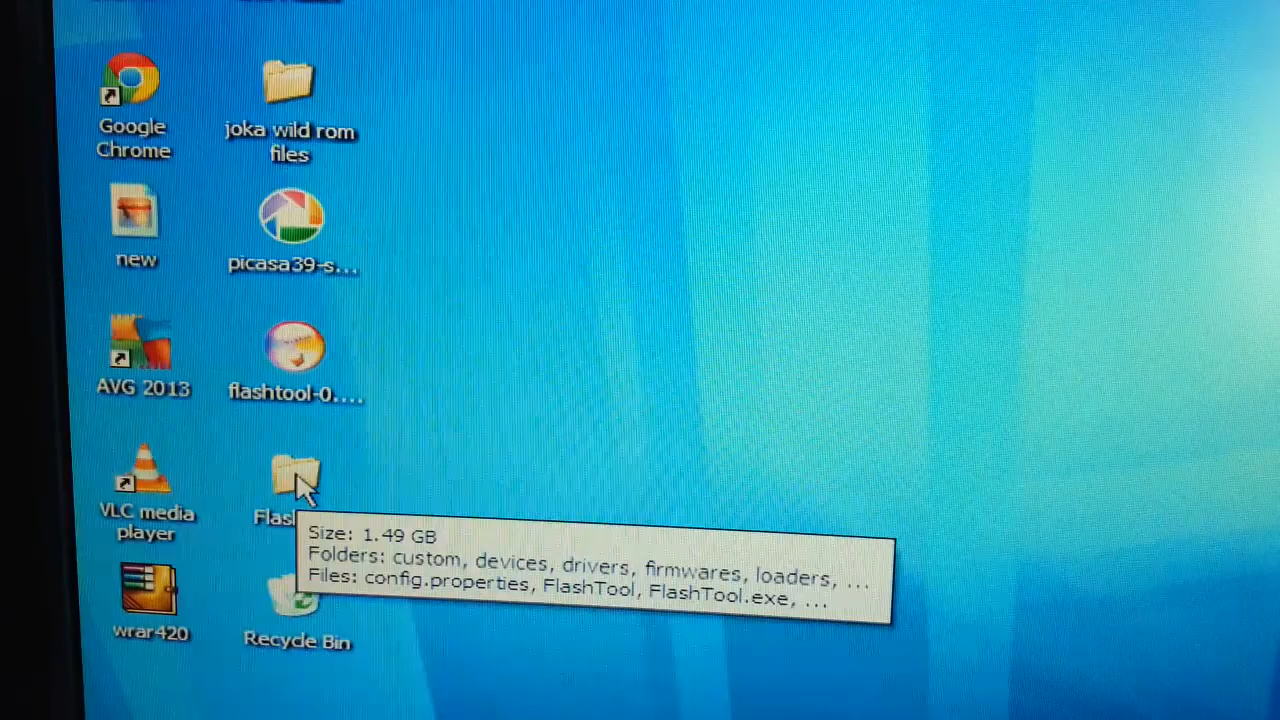 Google
Chrome
joka wild rom
files
new
picasa39-s...
AVG 2013
flashtool-0....
VLC media
player
Flas
Size: 1.49 GB
Folders: custom, devices, drivers, firmwares, loaders, ...
Files: config.properties, FlashTool, FlashTool.exe, ...
wrar420
Recycle Bin